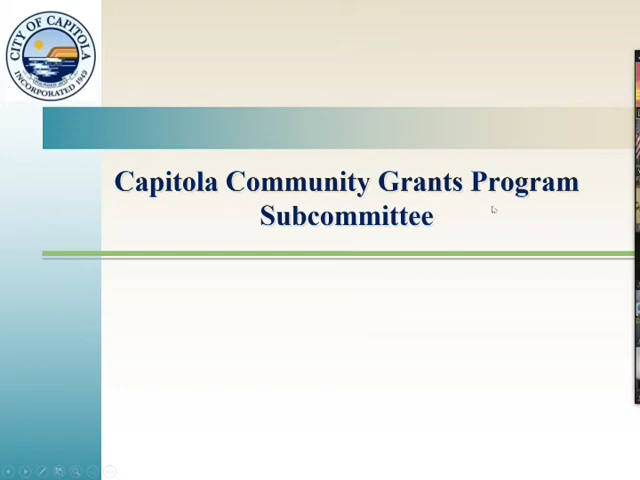 CITY OF CAPITOLA
INCORPORATED 1949
Capitola Community Grants Program
Subcommittee